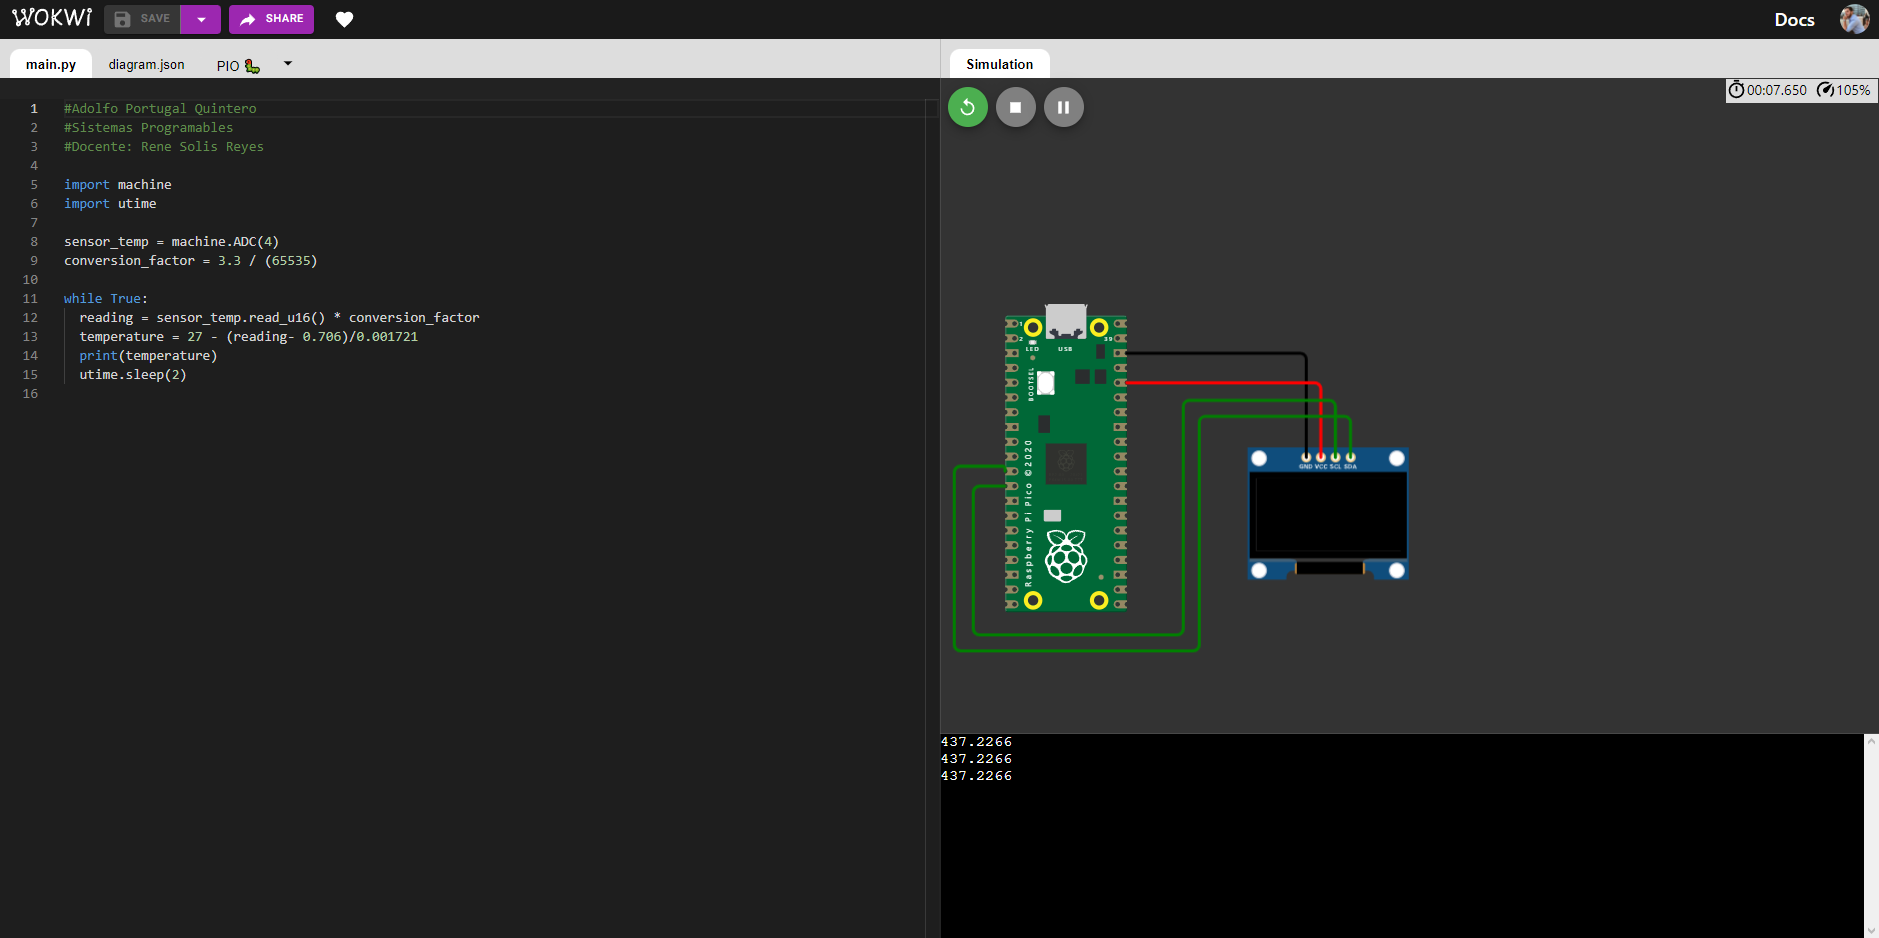 WOKWI
SAVE
SHARE
Docs
main.py
diagram.json
PIO
Simulation
00:07.650
105%
1 #Adolfo Portugal Quintero
2 #Sistemas Programables
3 #Docente: Rene Solis Reyes
4
5 import machine
6 import utime
7
8 sensor_temp = machine.ADC(4)
9 conversion_factor = 3.3 / (65535)
10
11 while True:
12 reading = sensor_temp.read_u16() * conversion_factor
13 temperature = 27 - (reading- 0.706)/0.001721
14 print(temperature)
15 utime.sleep(2)
16
1
2
39
LED
USB
BOOTSEL
Raspberry Pi Pico ©2020
GND VCC SCL SDA
437.2266
437.2266
437.2266